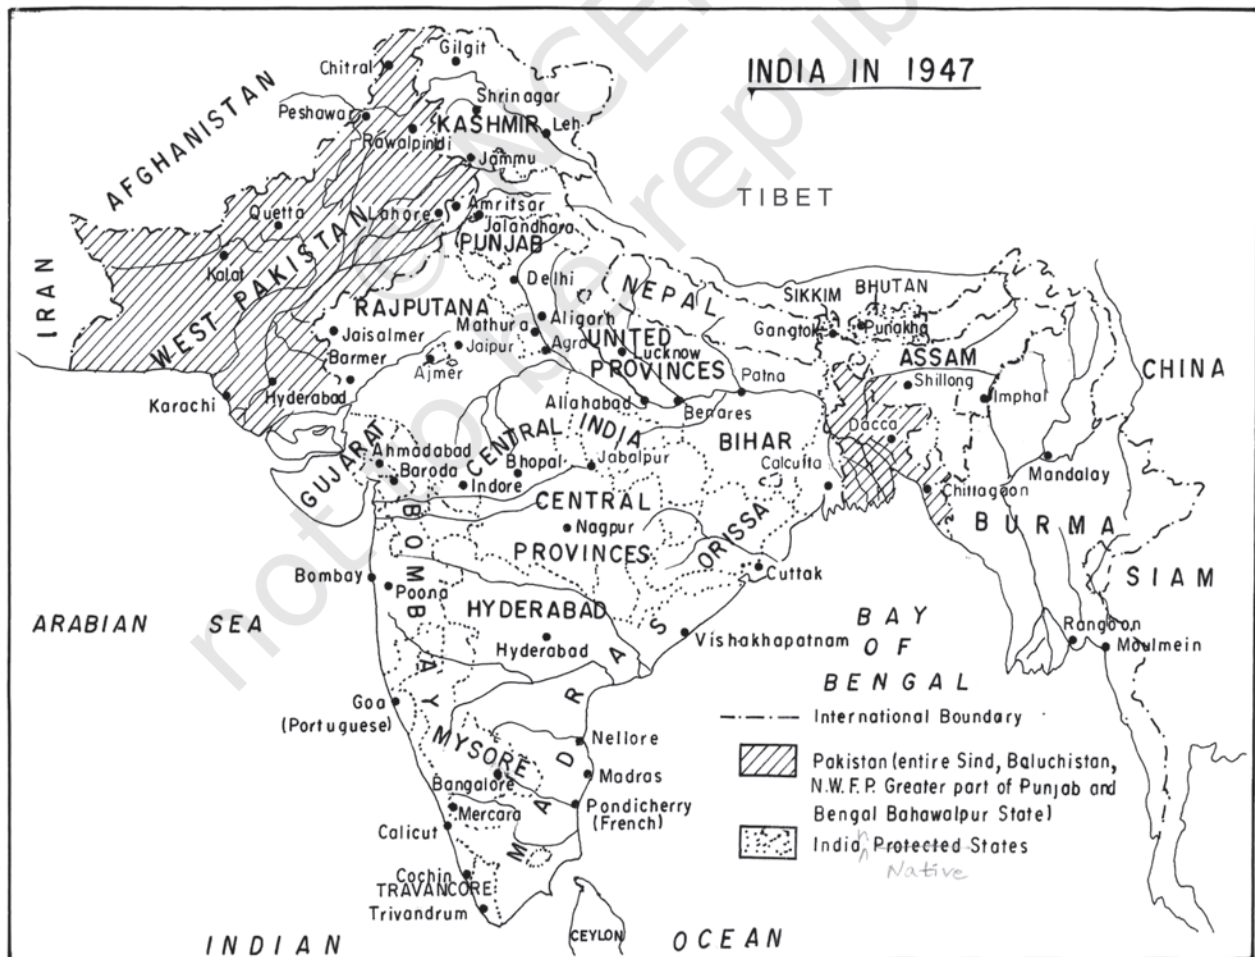 INDIA IN 1947
Gilgit
Chitral
Shrinagar
Peshawar
KASHMIR
Leh
Rawalpindi
Jammu
AFGHANISTAN
TIBET
Quetta
Lahore
Amritsar
Jalandhara
PUNJAB
Kalat
WEST PAKISTAN
IRAN
Delhi
NEPAL
SIKKIM
BHUTAN
RAJPUTANA
Jaisalmer
Mathura
Aligarh
UNITED
PROVINCES
Gangtok
Punakha
Barmer
Jaipur
Agra
Lucknow
ASSAM
CHINA
Ajmer
Patna
Shillong
Imphal
Karachi
Hyderabad
Allahabad
Benares
Dacca
GUJARAT
Ahmadabad
Baroda
CENTRAL INDIA
BIHAR
Bhopal
Jabalpur
Calcutta
Mandalay
Indore
CENTRAL
PROVINCES
Chittagoon
Nagpur
ORISSA
BURMA
BOMBAY
Bombay
Poona
Cuttak
SIAM
HYDERABAD
Hyderabad
ARABIAN SEA
Vishakhapatnam
BAY
OF
BENGAL
Rangoon
Moulmein
Goa
(Portuguese)
MADRAS
MYSORE
Nellore
Bangalore
Madras
Mercara
Pondicherry
(French)
Calicut
Cochin
TRAVANCORE
Trivandrum
CEYLON
INDIAN OCEAN
International Boundary
Pakistan (entire Sind, Baluchistan,
N.W.F.P. Greater part of Punjab and
Bengal Bahawalpur State)
India n Protected States
Native
not to be republ